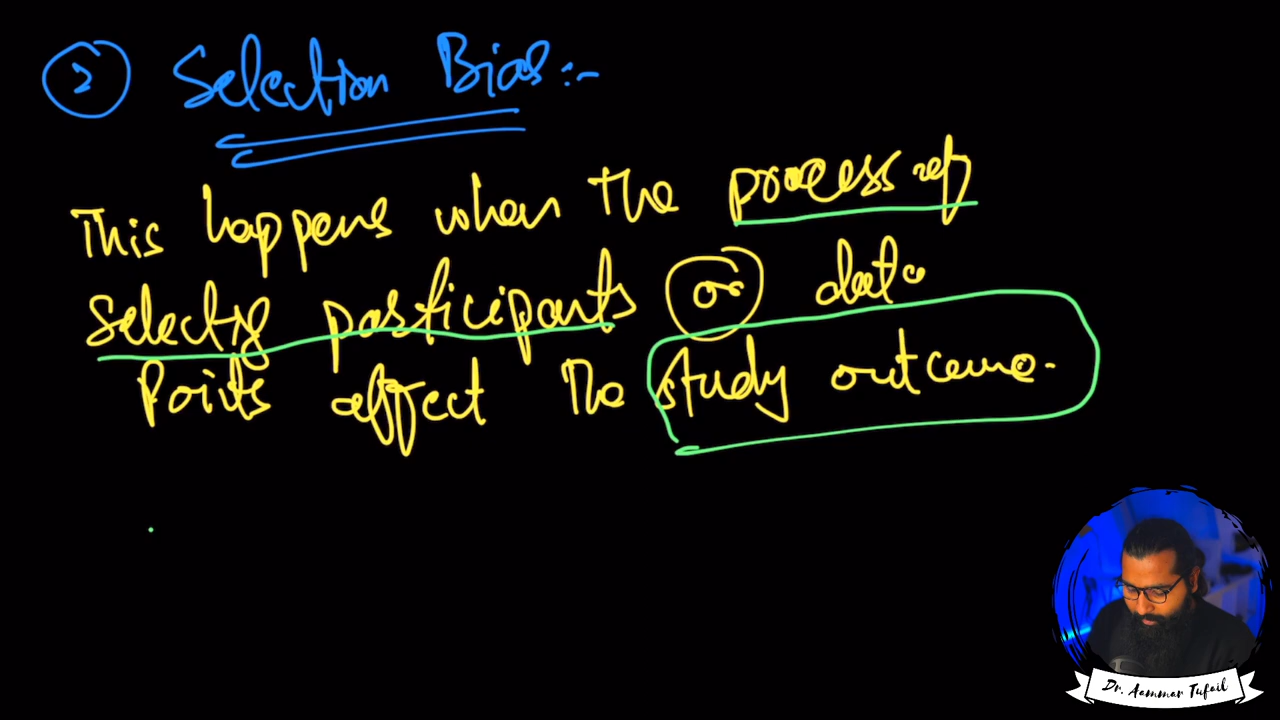 2 Selection Bias:-
This happens when the process of
Selectig participants or data
Points affect the study outcome.
Dr. Aammar Tufail